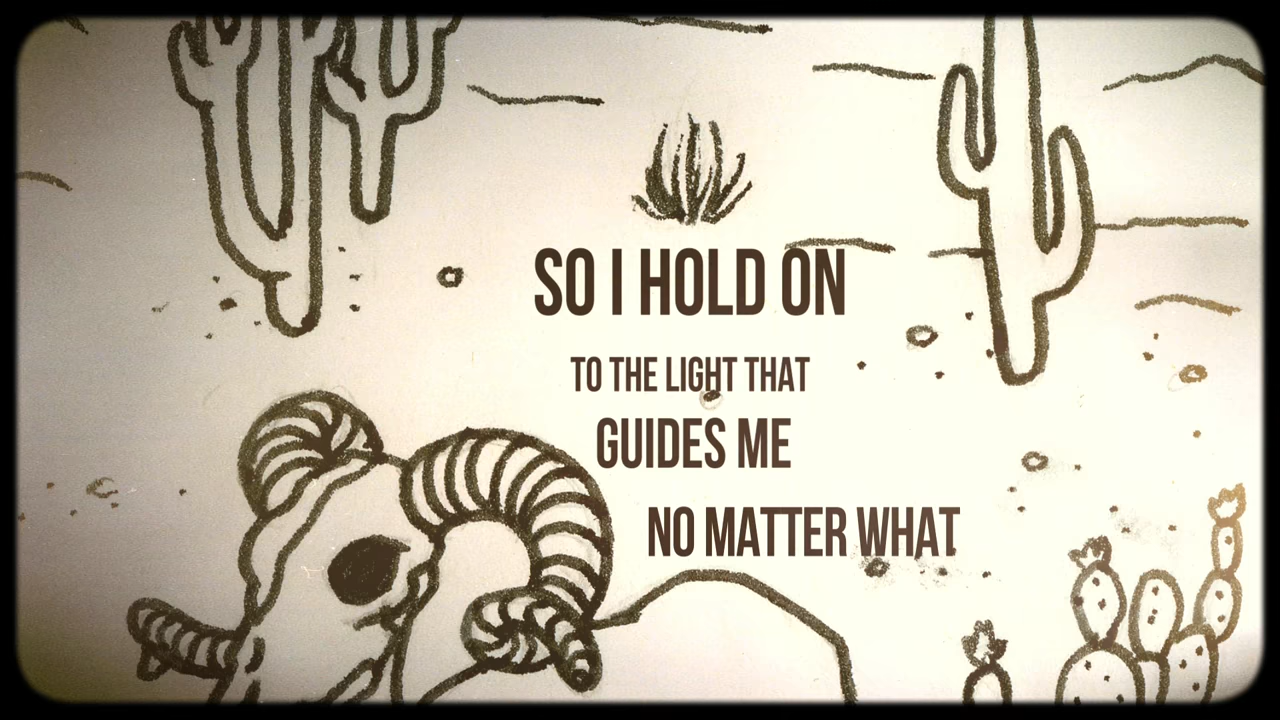 SO I HOLD ON
TO THE LIGHT THAT
GUIDES ME
NO MATTER WHAT